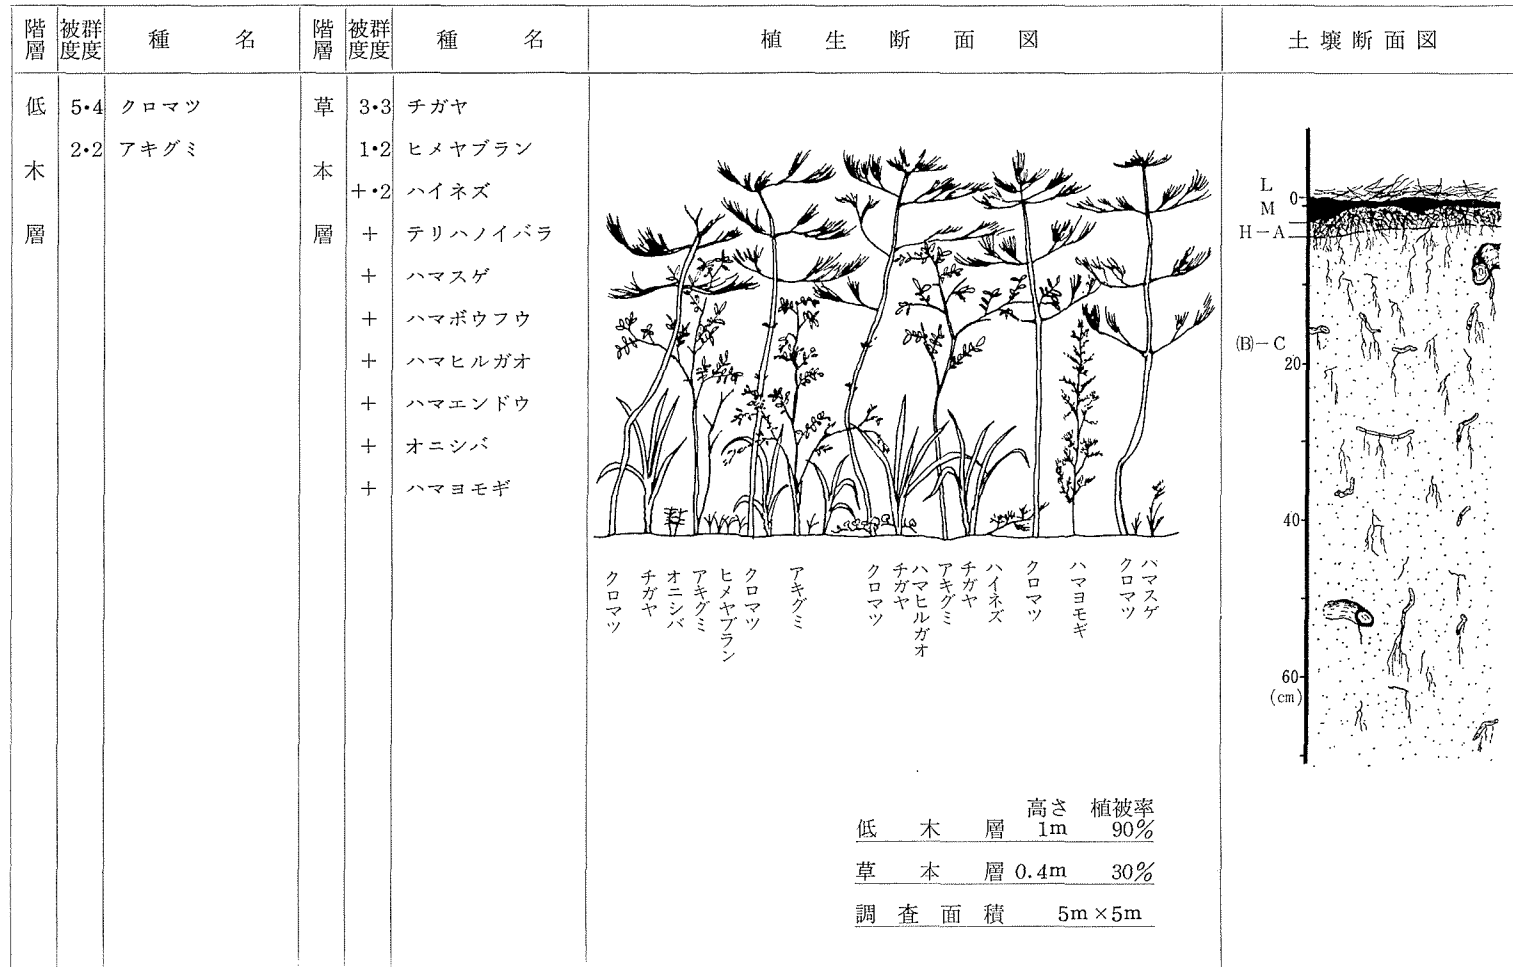 階層 被度 群度 種名 階層 被度 群度 種名 植生断面図 土壌断面図
低木層
5・4 クロマツ
2・2 アキグミ
草本層
3・3 チガヤ
1・2 ヒメヤブラン
+・2 ハイネズ
+ テリハノイバラ
+ ハマスゲ
+ ハマボウフウ
+ ハマヒルガオ
+ ハマエンドウ
+ オニシバ
+ ハマヨモギ
クロマツ
チガヤ
オニシバ
アキグミ
ヒメヤブラン
クロマツ
アキグミ
クロマツ
チガヤ
ハマヒルガオ
アキグミ
チガヤ
ハイネズ
クロマツ
ハマヨモギ
クロマツ
ハマスゲ
高さ 植被率
低木層 1m 90%
草本層 0.4m 30%
調査面積 5m×5m
L
0
M
H-A
(B)-C
20
40
60
(cm)